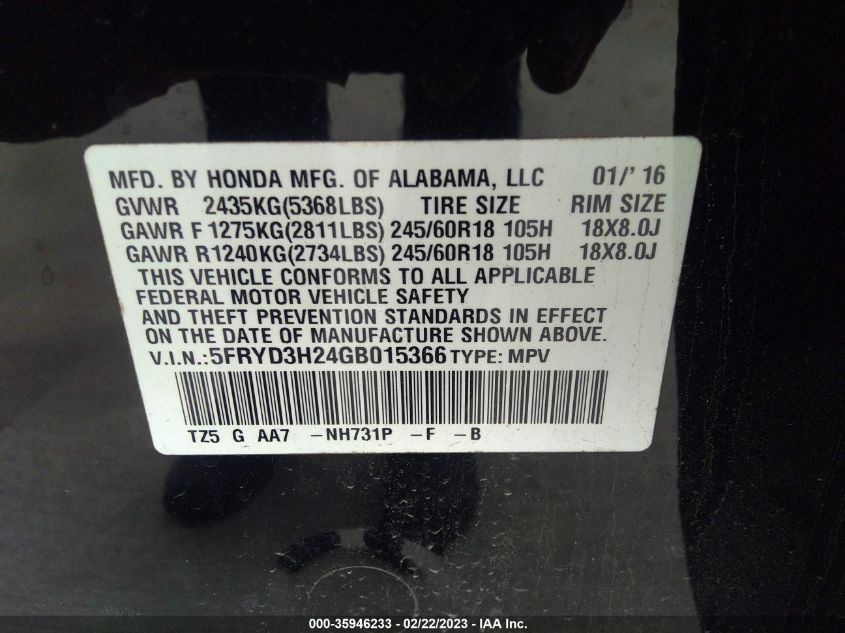 MFD. BY HONDA MFG. OF ALABAMA, LLC 01/'16
GVWR 2435KG(5368LBS) TIRE SIZE RIM SIZE
GAWR F 1275KG(2811LBS) 245/60R18 105H 18X8.0J
GAWR R1240KG(2734LBS) 245/60R18 105H 18X8.0J
THIS VEHICLE CONFORMS TO ALL APPLICABLE
FEDERAL MOTOR VEHICLE SAFETY
AND THEFT PREVENTION STANDARDS IN EFFECT
ON THE DATE OF MANUFACTURE SHOWN ABOVE.
V.I.N.:5FRYD3H24GB015366 TYPE: MPV
TZ5 G AA7 -NH731P -F -B
000-35946233 - 02/22/2023 - IAA Inc.